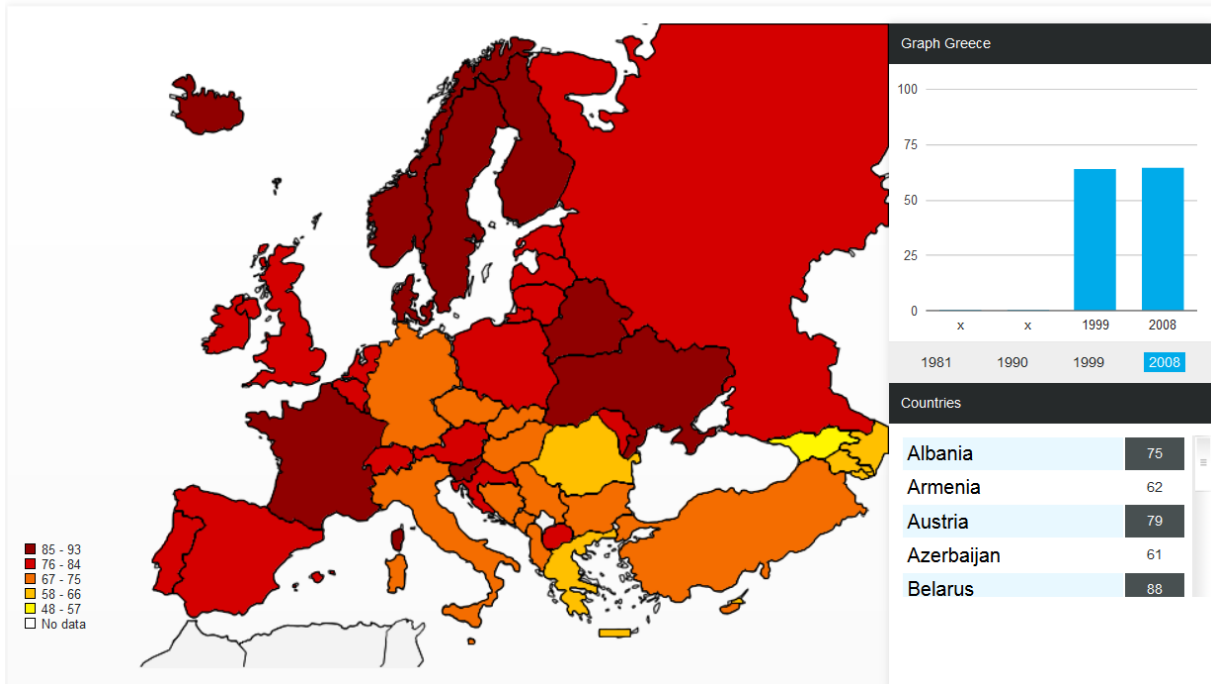 Graph Greece
100
75
50
25
0
x x 1999 2008
1981 1990 1999 2008
Countries
Albania 75
Armenia 62
Austria 79
Azerbaijan 61
Belarus 88
85 - 93
76 - 84
67 - 75
58 - 66
48 - 57
No data